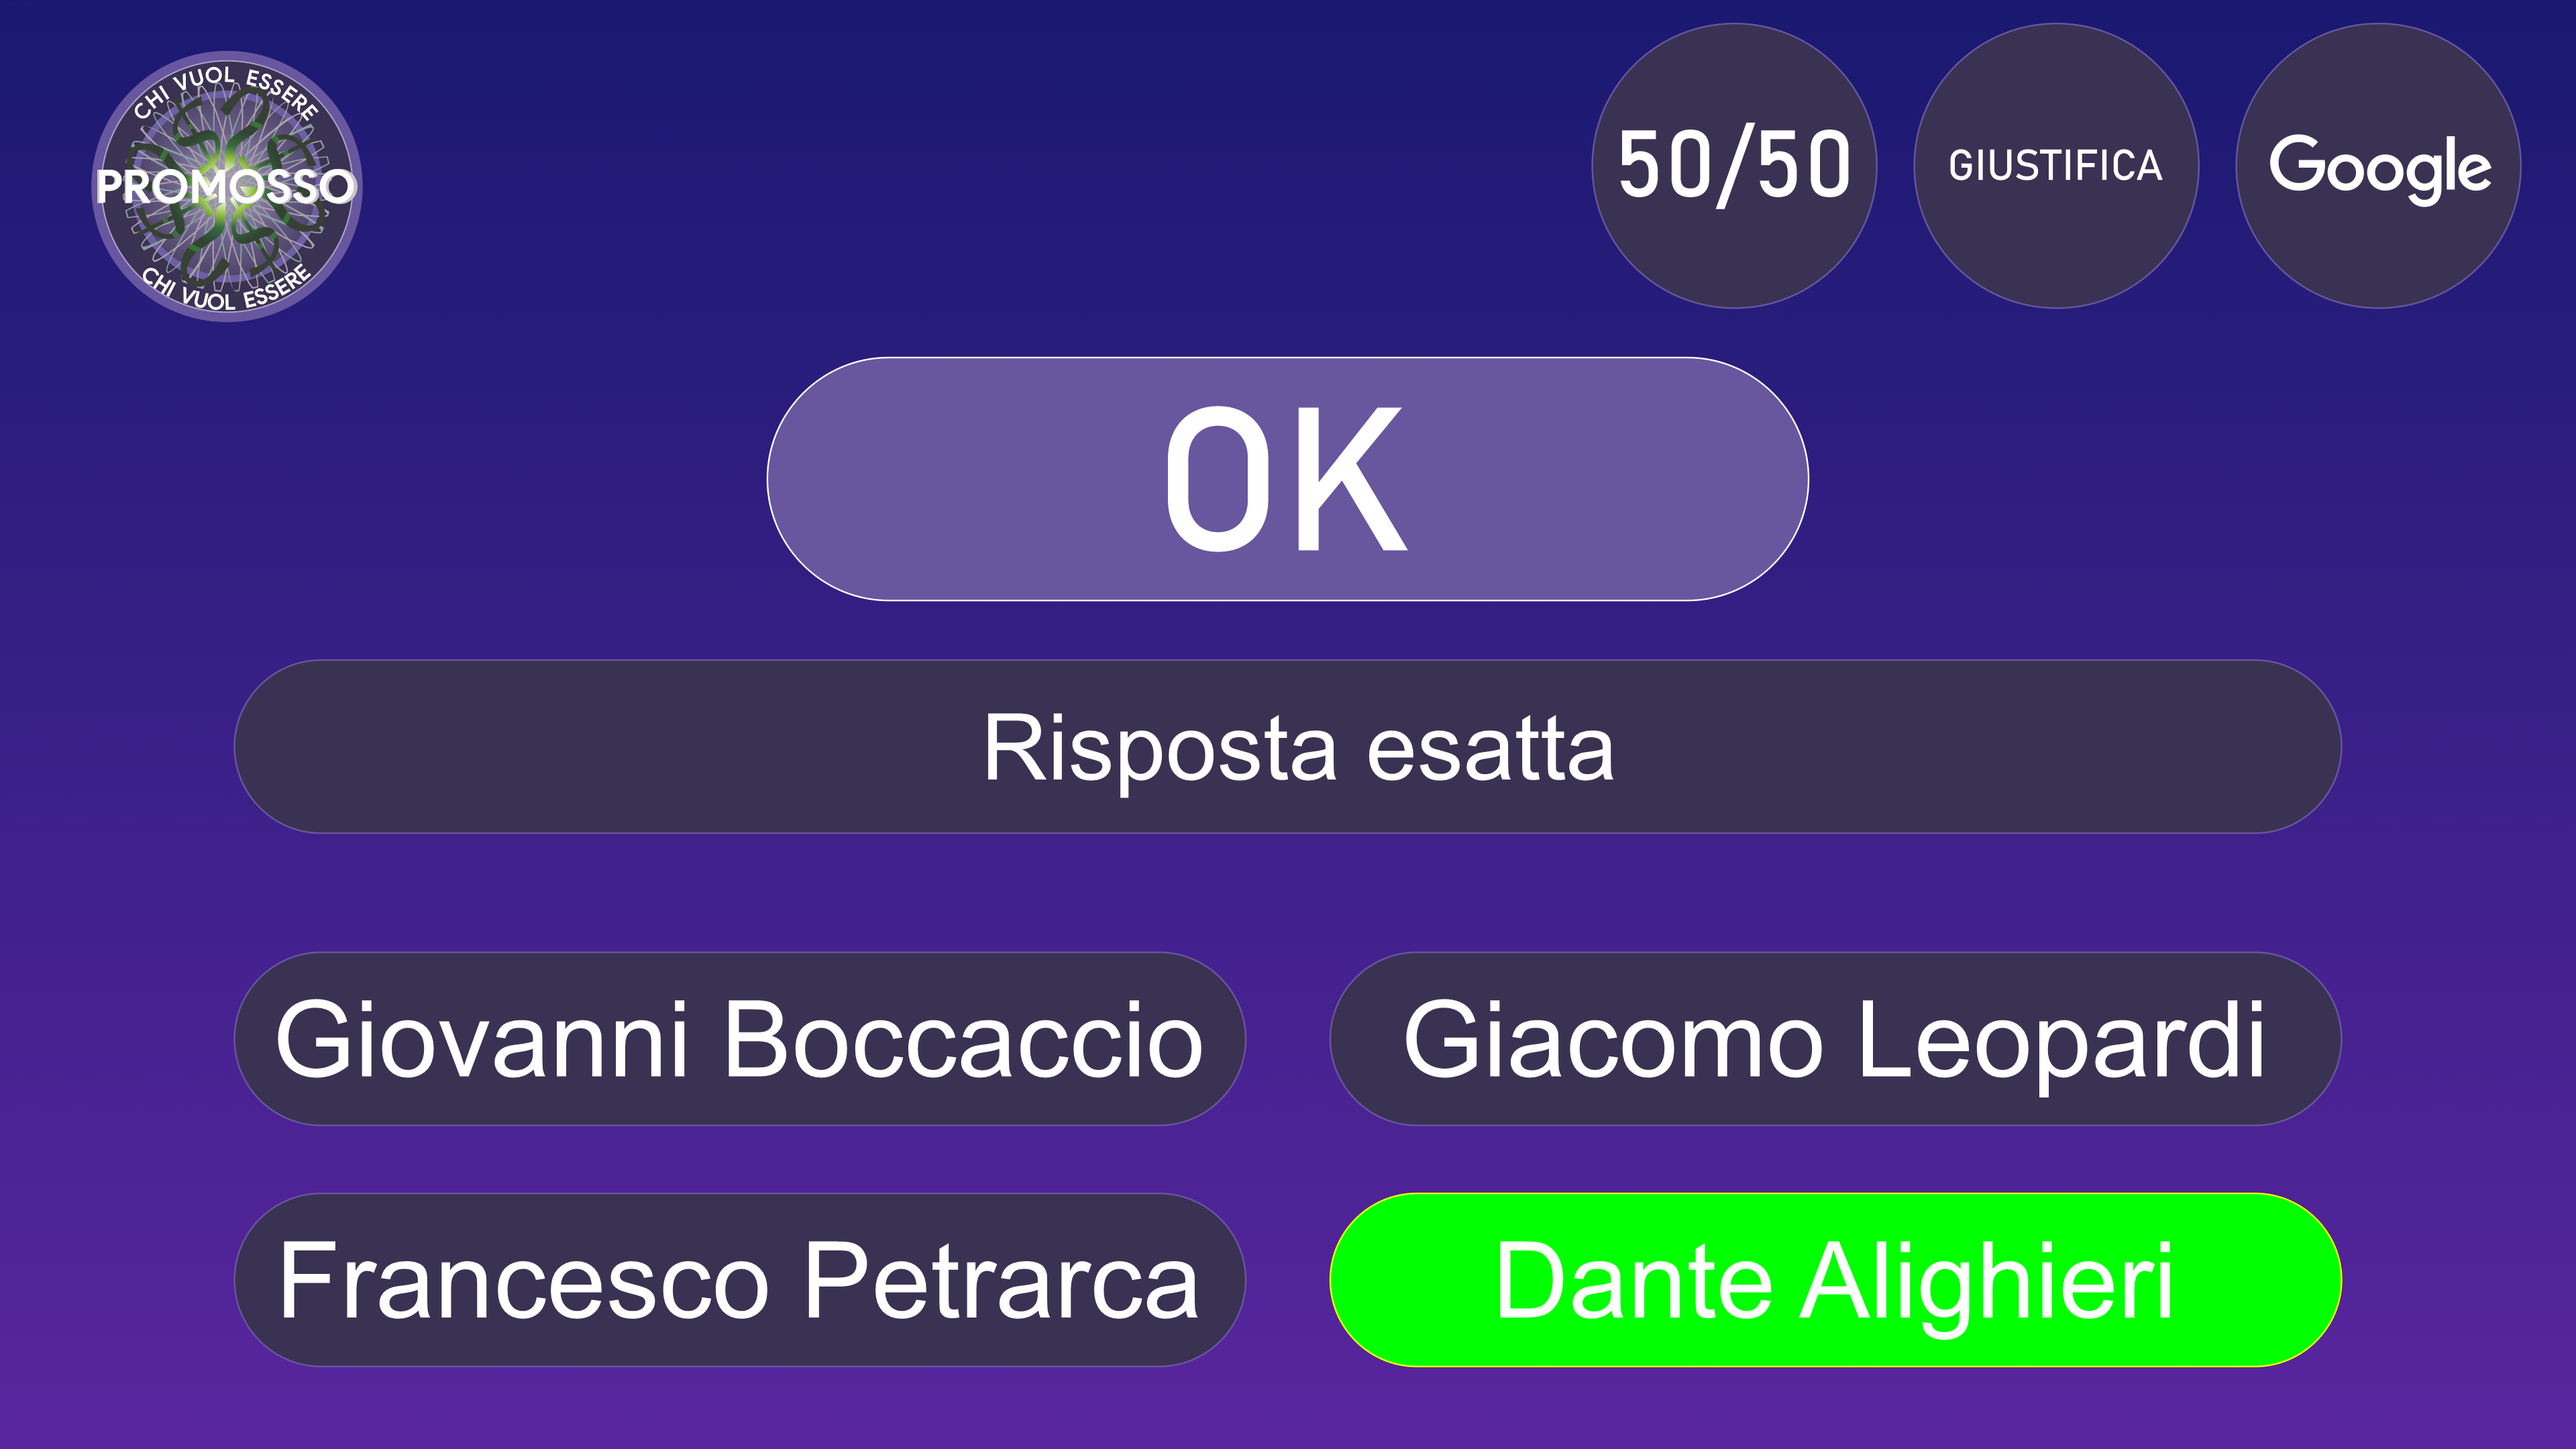 CHI VUOL ESSERE
PROMOSSO
CHI VUOL ESSERE
50/50
GIUSTIFICA
Google
OK
Risposta esatta
Giovanni Boccaccio
Giacomo Leopardi
Francesco Petrarca
Dante Alighieri